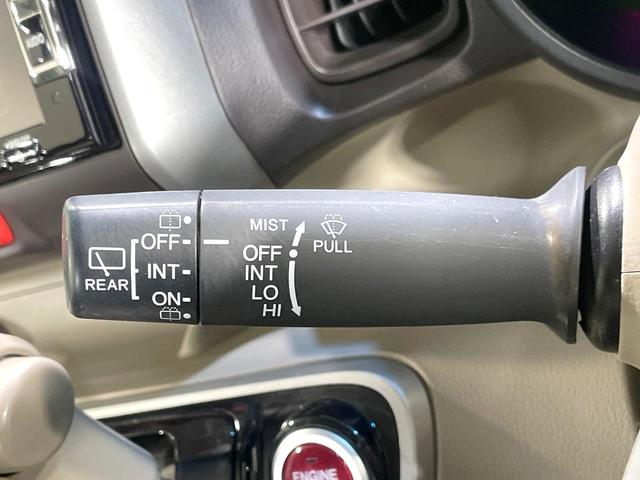 MIST
PULL
OFF
INT
LO
HI
OFF
INT
ON
REAR
ENGINE